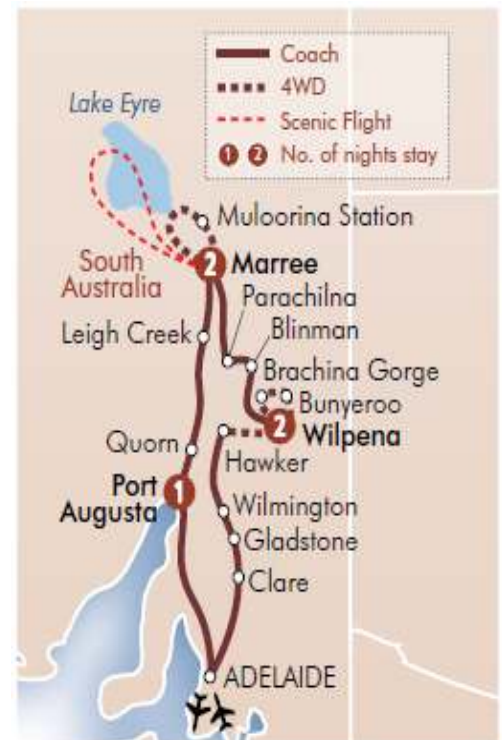 Coach
4WD
Scenic Flight
1 2 No. of nights stay
Lake Eyre
Muloorina Station
South
Australia
2 Marree
Parachilna
Leigh Creek
Blinman
Brachina Gorge
Bunyeroo
2 Wilpena
Quorn
Hawker
Port
Augusta 1
Wilmington
Gladstone
Clare
ADELAIDE